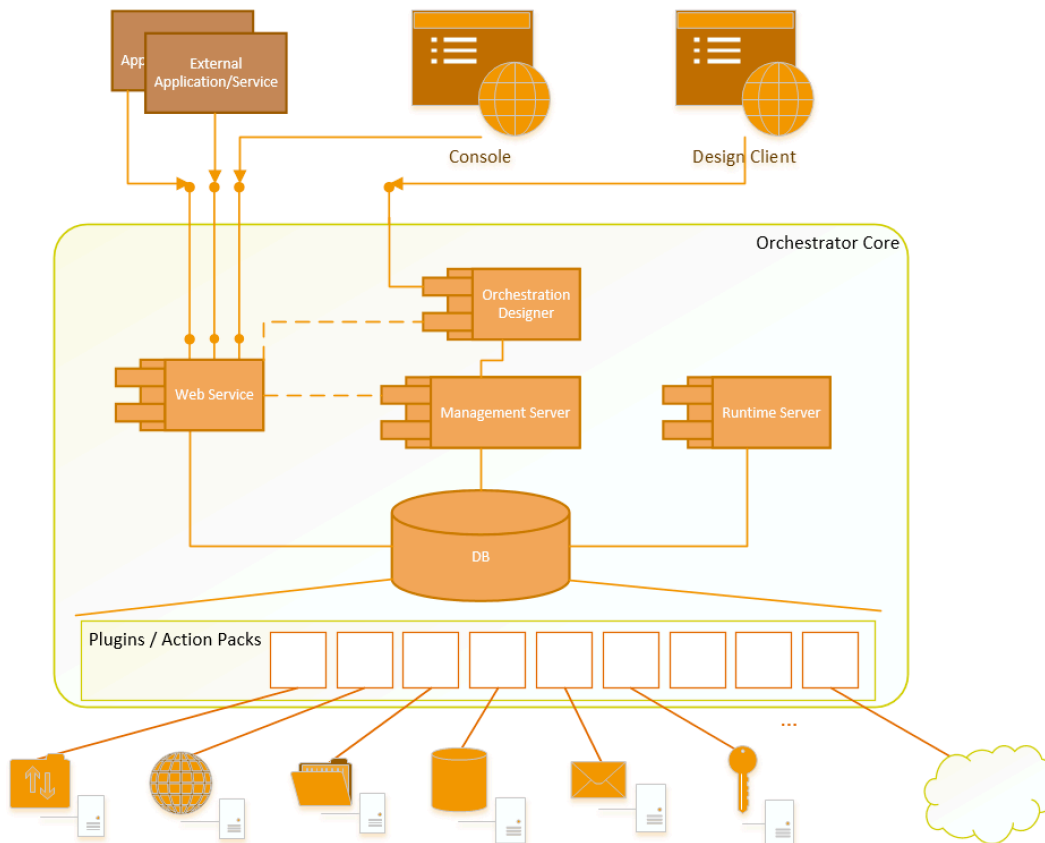 App
External
Application/Service
Console
Design Client
Orchestrator Core
Orchestration
Designer
Web Service
Management Server
Runtime Server
DB
Plugins / Action Packs
...